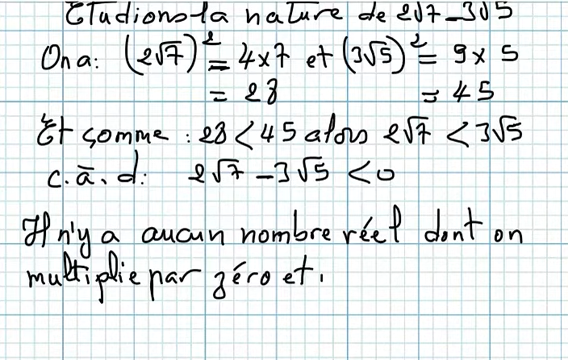 Etudions la nature de 2√7 - 3√5
On a: (2√7)² = 4×7 et (3√5)² = 9×5
= 28 = 45
Et comme : 28 < 45 alors 2√7 < 3√5
c.ā.d: 2√7 - 3√5 < 0
Il n'y a aucun nombre réel dont on
multiplie par zéro et.